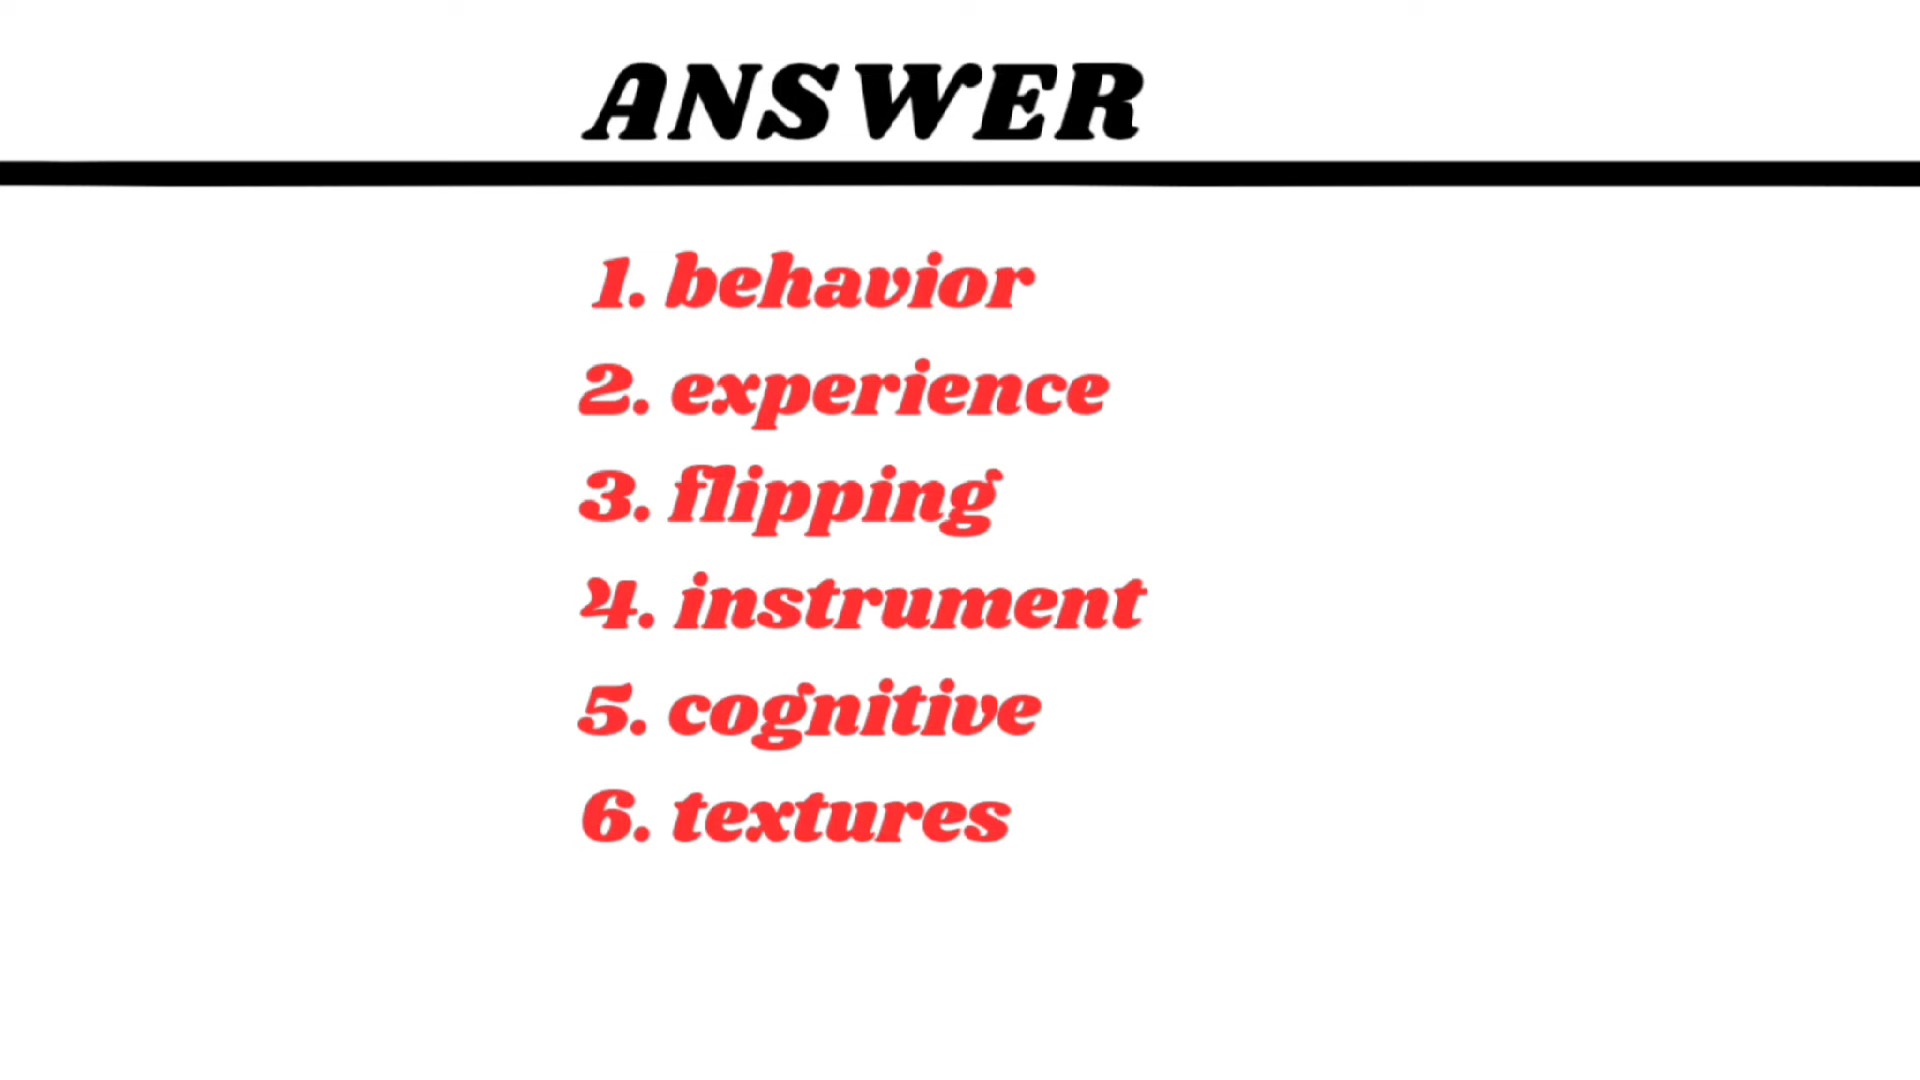 ANSWER
1. behavior
2. experience
3. flipping
4. instrument
5. cognitive
6. textures